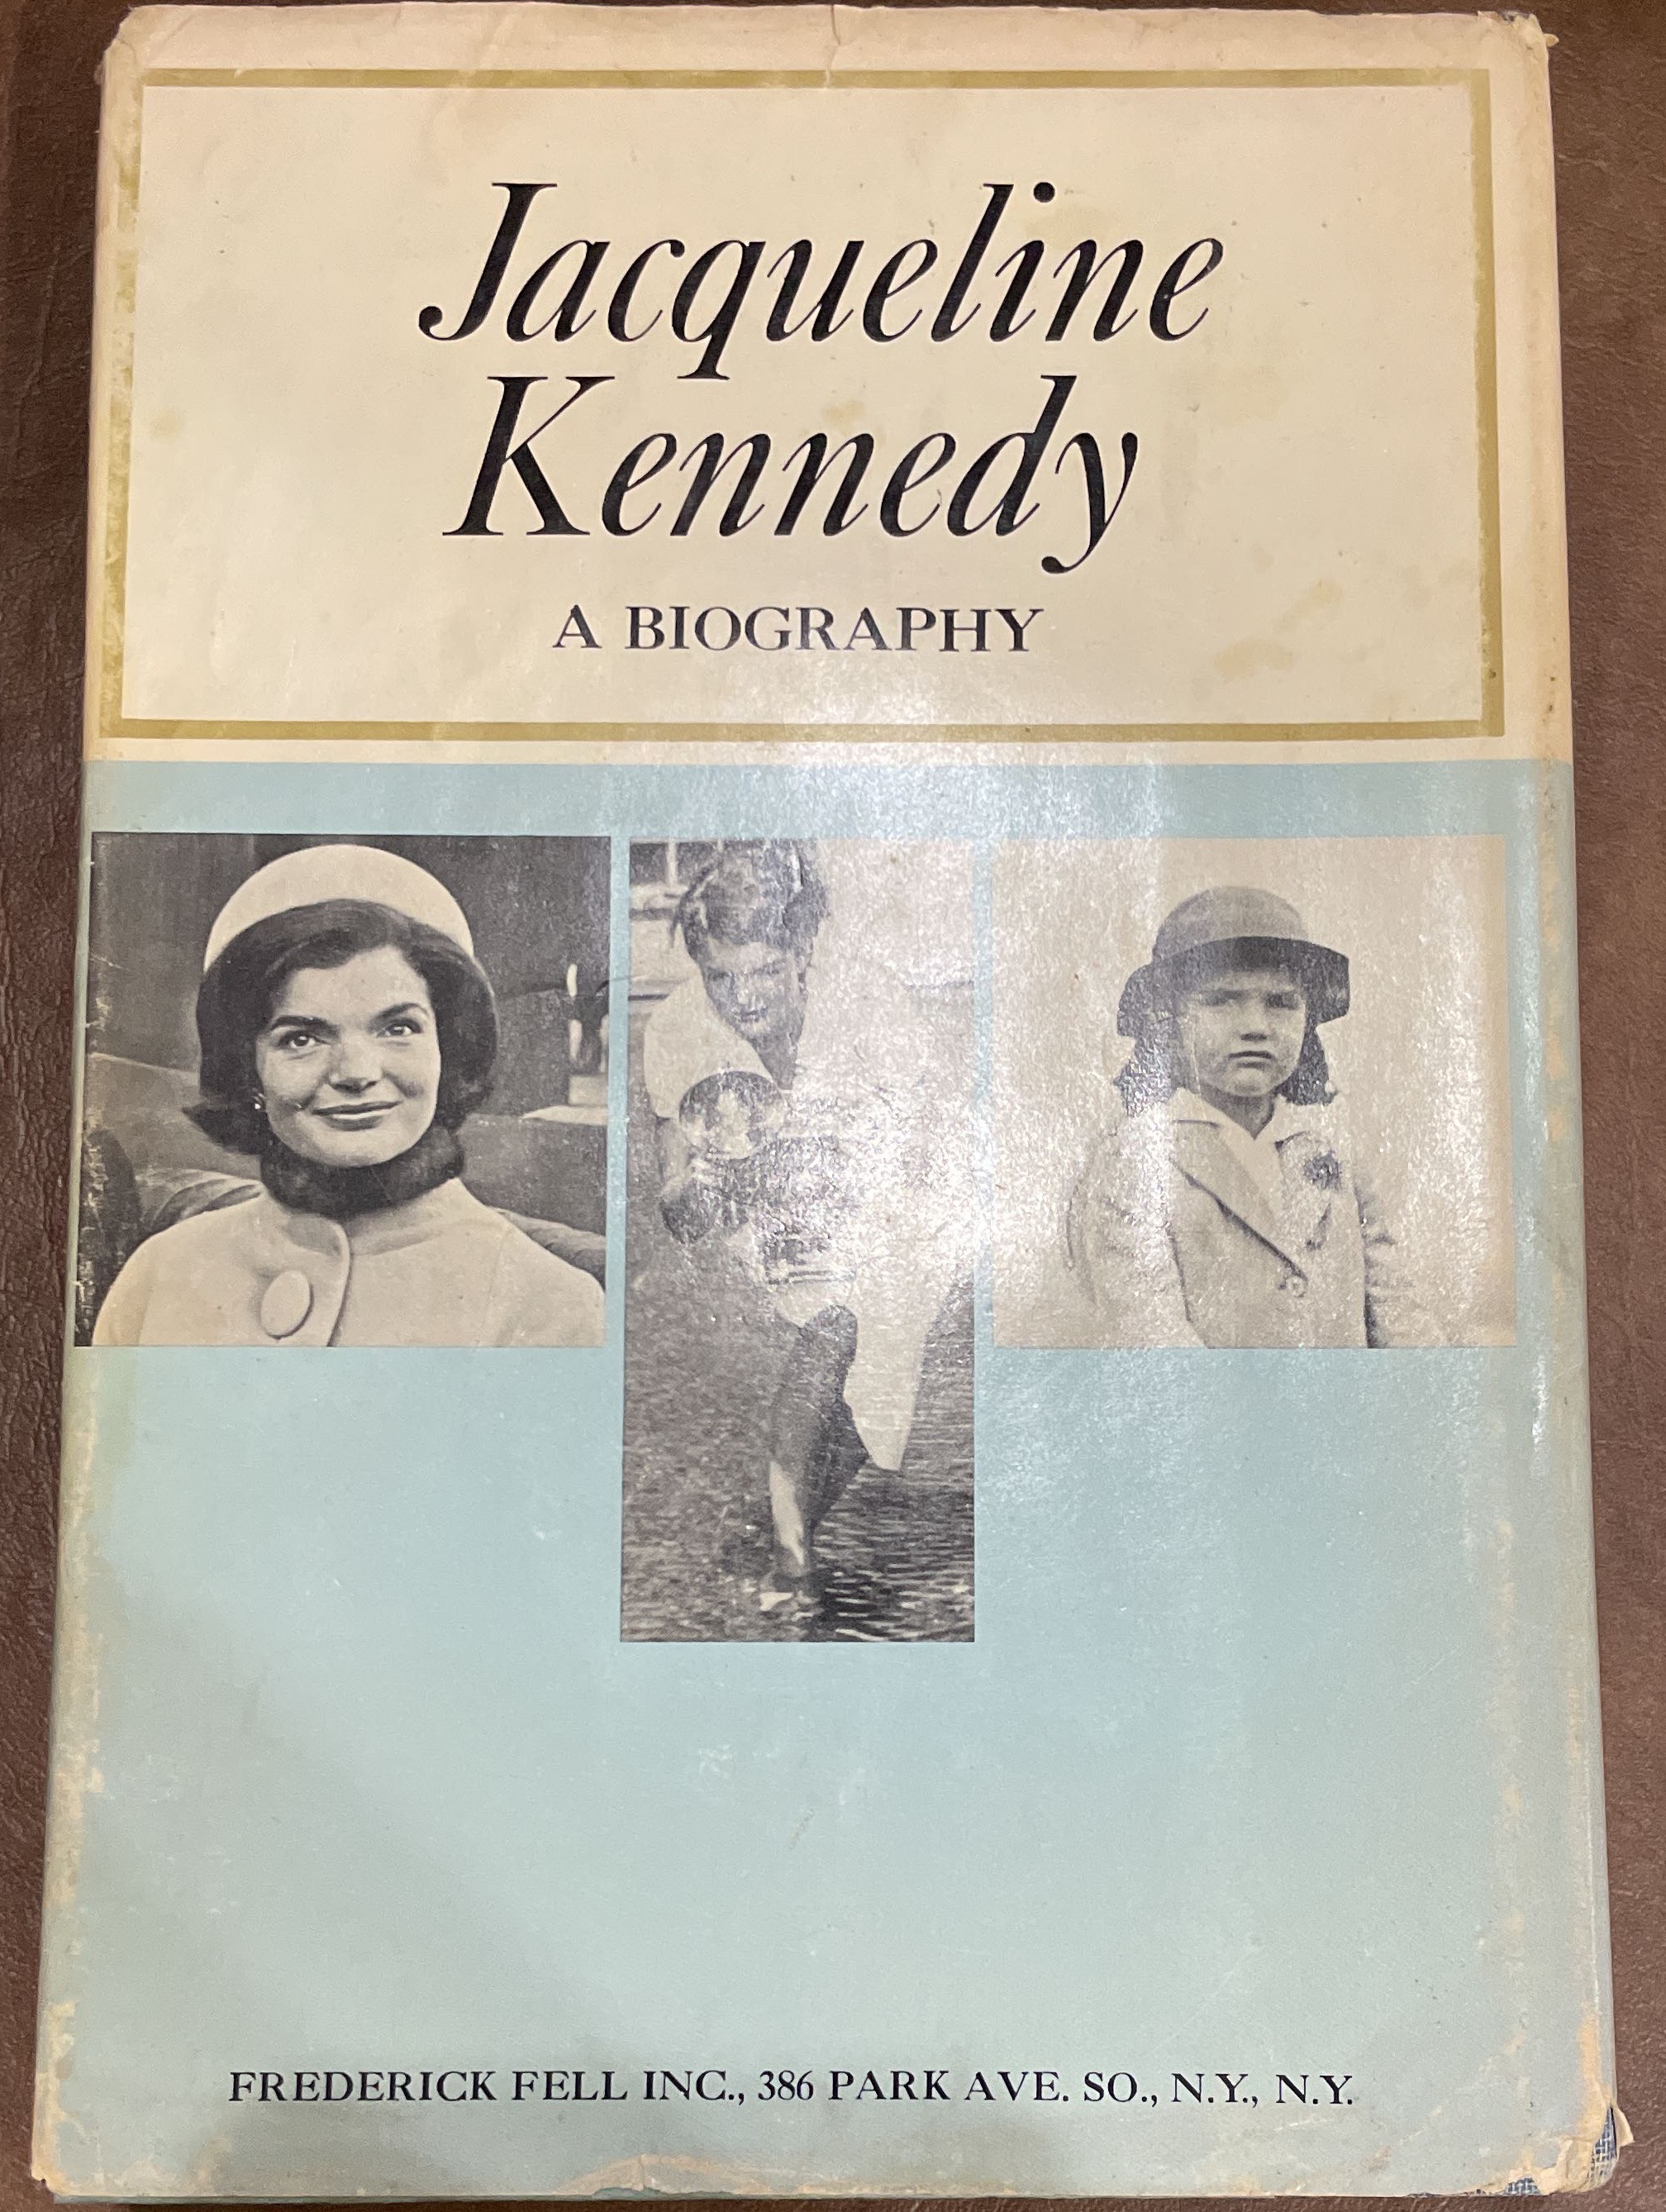 Jacqueline
Kennedy
A BIOGRAPHY
FREDERICK FELL INC., 386 PARK AVE. SO., N.Y., N.Y.